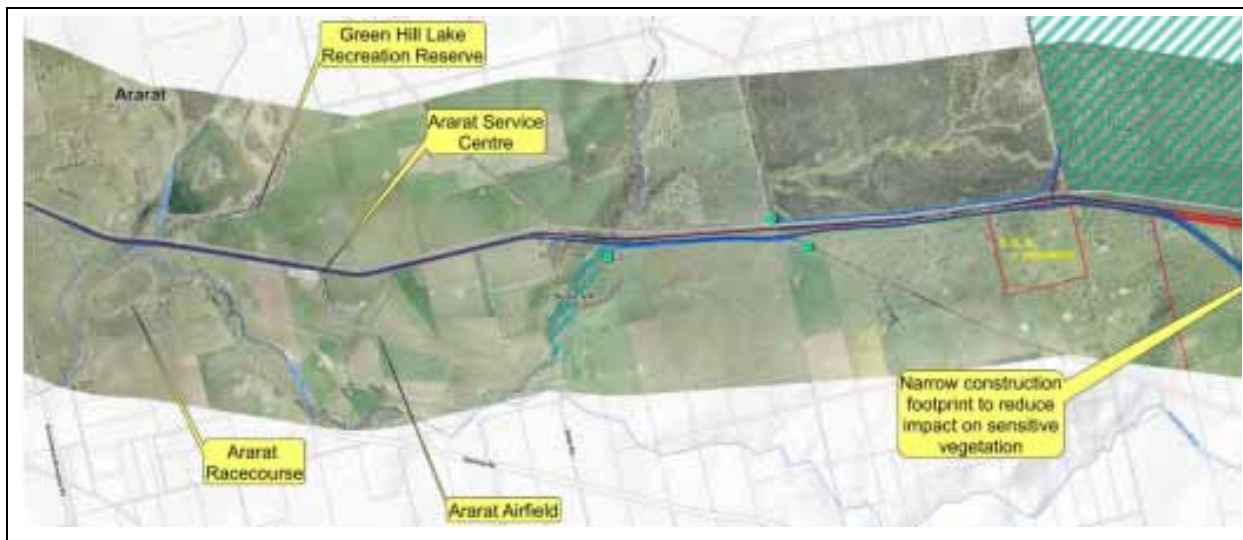 Green Hill Lake
Recreation Reserve
Ararat
Ararat Service
Centre
Narrow construction
footprint to reduce
impact on sensitive
vegetation
Ararat
Racecourse
Ararat Airfield